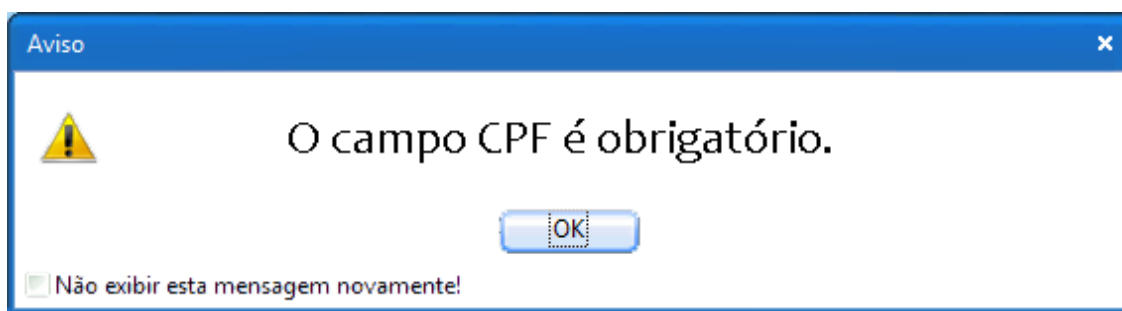 Aviso
O campo CPF é obrigatório.
OK
Não exibir esta mensagem novamente!